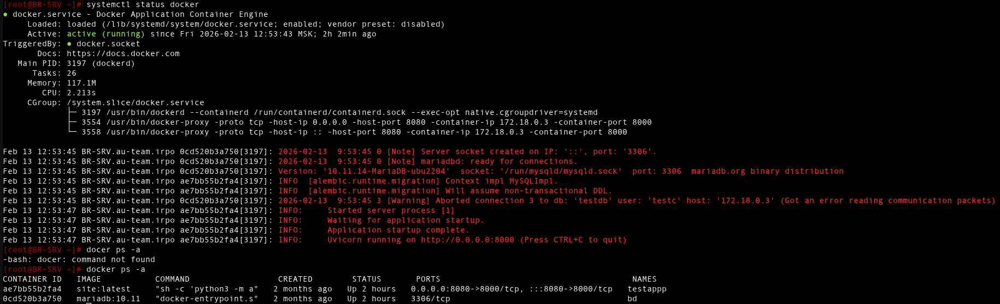 [root@BR-SRV ~]# systemctl status docker
● docker.service - Docker Application Container Engine
     Loaded: loaded (/lib/systemd/system/docker.service; enabled; vendor preset: disabled)
     Active: active (running) since Fri 2026-02-13 12:53:43 MSK; 2h 2min ago
TriggeredBy: ● docker.socket
       Docs: https://docs.docker.com
   Main PID: 3197 (dockerd)
      Tasks: 26
     Memory: 117.1M
        CPU: 2.213s
     CGroup: /system.slice/docker.service
             ├─ 3197 /usr/bin/dockerd --containerd /run/containerd/containerd.sock --exec-opt native.cgroupdriver=systemd
             ├─ 3554 /usr/bin/docker-proxy -proto tcp -host-ip 0.0.0.0 -host-port 8080 -container-ip 172.18.0.3 -container-port 8000
             └─ 3558 /usr/bin/docker-proxy -proto tcp -host-ip :: -host-port 8080 -container-ip 172.18.0.3 -container-port 8000

Feb 13 12:53:45 BR-SRV.au-team.irpo 0cd520b3a750[3197]: 2026-02-13  9:53:45 0 [Note] Server socket created on IP: '::', port: '3306'.
Feb 13 12:53:45 BR-SRV.au-team.irpo 0cd520b3a750[3197]: 2026-02-13  9:53:45 0 [Note] mariadbd: ready for connections.
Feb 13 12:53:45 BR-SRV.au-team.irpo 0cd520b3a750[3197]: Version: '10.11.14-MariaDB-ubu2204'  socket: '/run/mysqld/mysqld.sock'  port: 3306  mariadb.org binary distribution
Feb 13 12:53:45 BR-SRV.au-team.irpo ae7bb55b2fa4[3197]: INFO  [alembic.runtime.migration] Context impl MySQLImpl.
Feb 13 12:53:45 BR-SRV.au-team.irpo ae7bb55b2fa4[3197]: INFO  [alembic.runtime.migration] Will assume non-transactional DDL.
Feb 13 12:53:45 BR-SRV.au-team.irpo 0cd520b3a750[3197]: 2026-02-13  9:53:45 3 [Warning] Aborted connection 3 to db: 'testdb' user: 'testc' host: '172.18.0.3' (Got an error reading communication packets)
Feb 13 12:53:47 BR-SRV.au-team.irpo ae7bb55b2fa4[3197]: INFO:     Started server process [1]
Feb 13 12:53:47 BR-SRV.au-team.irpo ae7bb55b2fa4[3197]: INFO:     Waiting for application startup.
Feb 13 12:53:47 BR-SRV.au-team.irpo ae7bb55b2fa4[3197]: INFO:     Application startup complete.
Feb 13 12:53:47 BR-SRV.au-team.irpo ae7bb55b2fa4[3197]: INFO:     Uvicorn running on http://0.0.0.0:8000 (Press CTRL+C to quit)
[root@BR-SRV ~]# docer ps -a
-bash: docer: command not found
[root@BR-SRV ~]# docker ps -a
CONTAINER ID   IMAGE           COMMAND                  CREATED        STATUS       PORTS                                       NAMES
ae7bb55b2fa4   site:latest     "sh -c 'python3 -m a"   2 months ago   Up 2 hours   0.0.0.0:8080->8000/tcp, :::8080->8000/tcp   testappp
0cd520b3a750   mariadb:10.11   "docker-entrypoint.s"   2 months ago   Up 2 hours   3306/tcp                                    bd